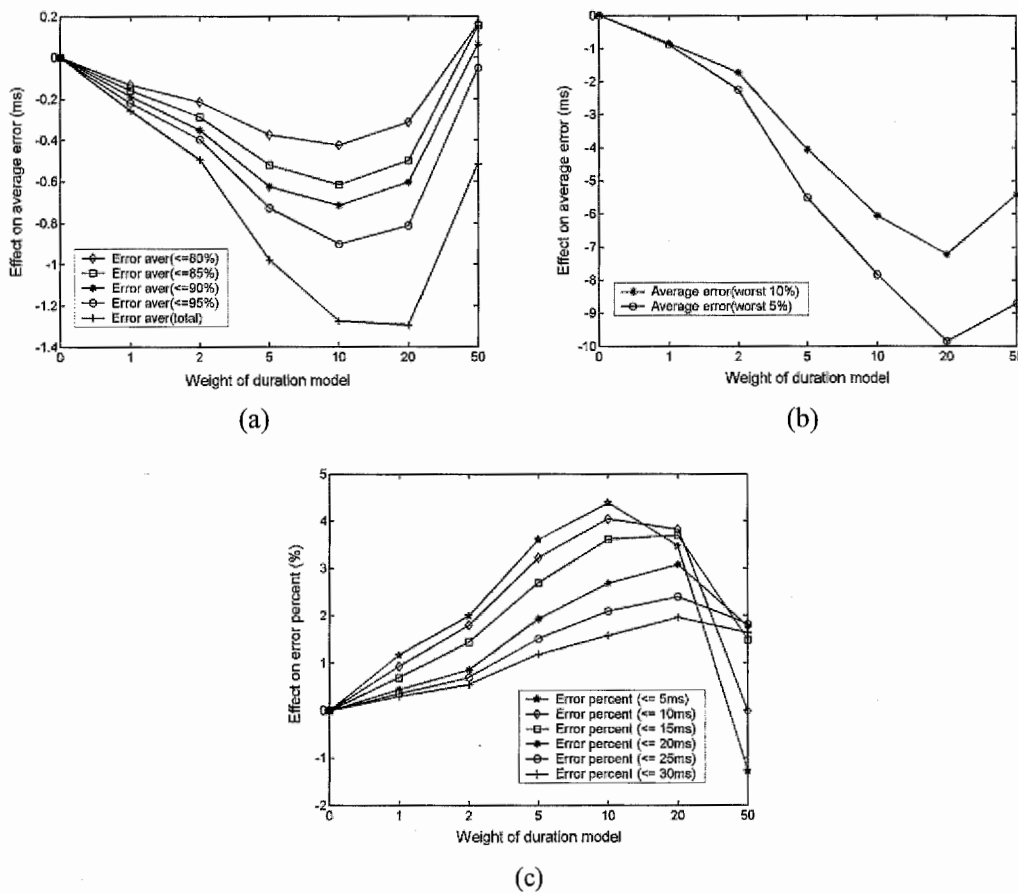 0.2
0
-0.2
-0.4
-0.6
-0.8
-1
-1.2
-1.4
Effect on average error (ms)
Error aver(<=80%)
Error aver(<=85%)
Error aver(<=90%)
Error aver(<=95%)
Error aver(total)
0 1 2 5 10 20 50
Weight of duration model
(a)
0
-1
-2
-3
-4
-5
-6
-7
-8
-9
-10
Effect on average error (ms)
Average error(worst 10%)
Average error(worst 5%)
0 1 2 5 10 20 50
Weight of duration model
(b)
5
4
3
2
1
0
-1
-2
Effect on error percent (%)
Error percent (<= 5ms)
Error percent (<= 10ms)
Error percent (<= 15ms)
Error percent (<= 20ms)
Error percent (<= 25ms)
Error percent (<= 30ms)
0 1 2 5 10 20 50
Weight of duration model
(c)